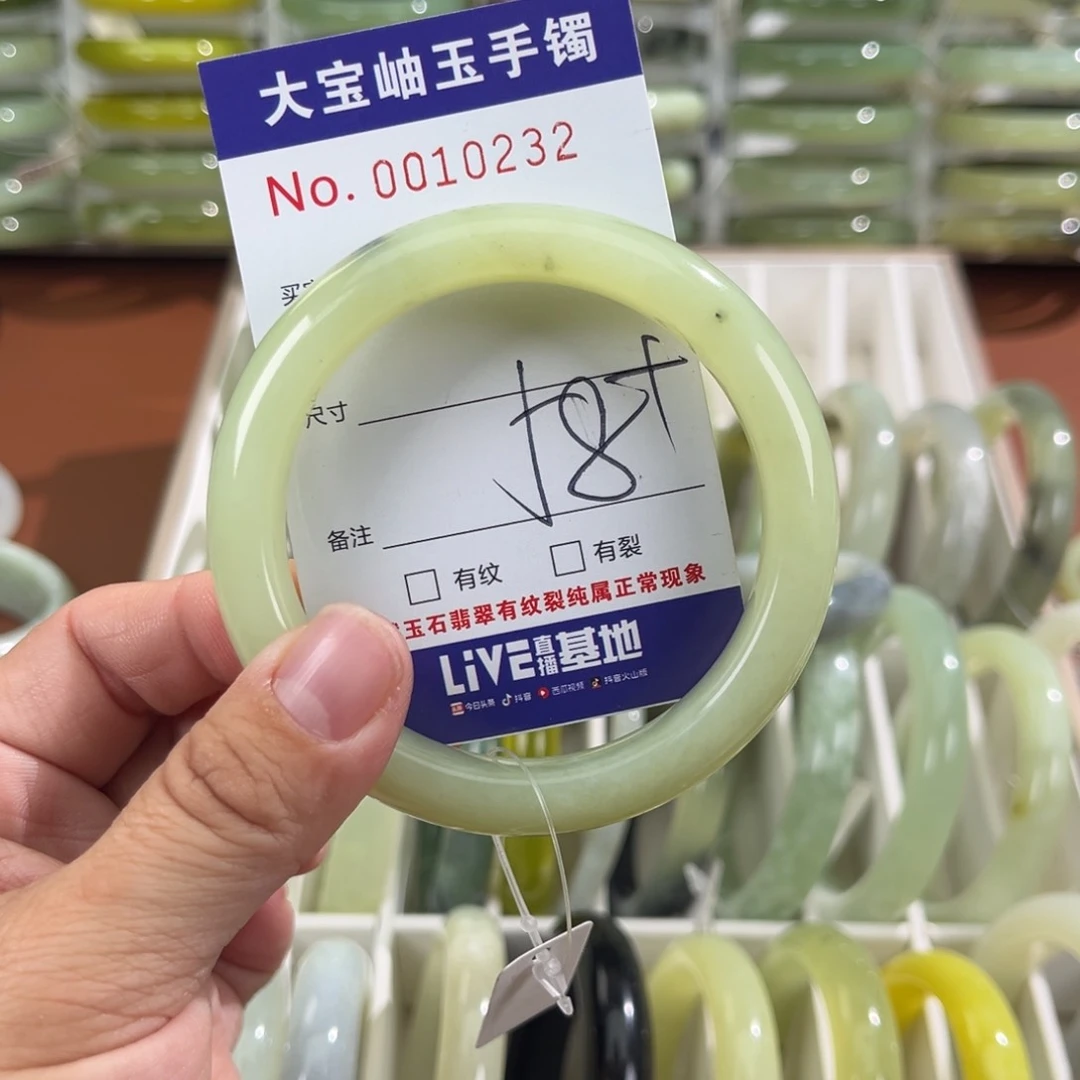 大宝岫玉手镯
No. 0010232
买
尺寸
58
备注
有纹 有裂
玉石翡翠有纹裂纯属正常现象
LiVE直播基地
今日头条 抖音 西瓜视频 抖音火山版